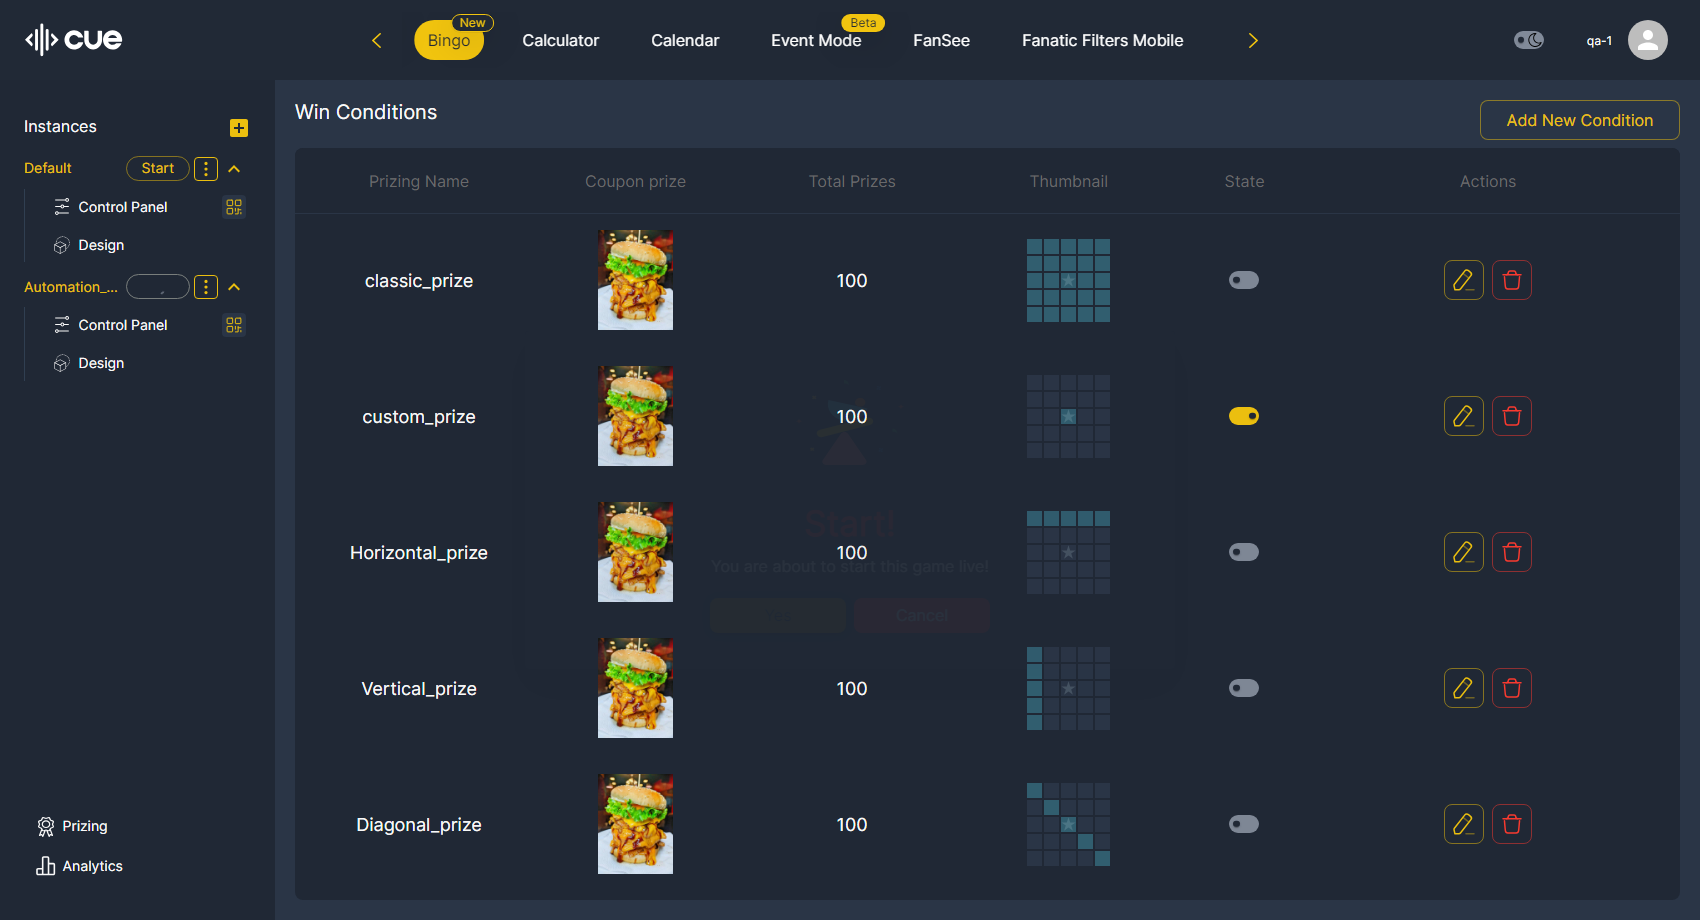 cue
Bingo
New
Calculator
Calendar
Event Mode
Beta
FanSee
Fanatic Filters Mobile
qa-1
Instances
Default
Start
Control Panel
Design
Automation_...
Control Panel
Design
Prizing
Analytics
Win Conditions
Add New Condition
Prizing Name
Coupon prize
Total Prizes
Thumbnail
State
Actions
classic_prize
100
custom_prize
100
Start!
Horizontal_prize
100
You are about to start this game live!
Cancel
Vertical_prize
100
Diagonal_prize
100